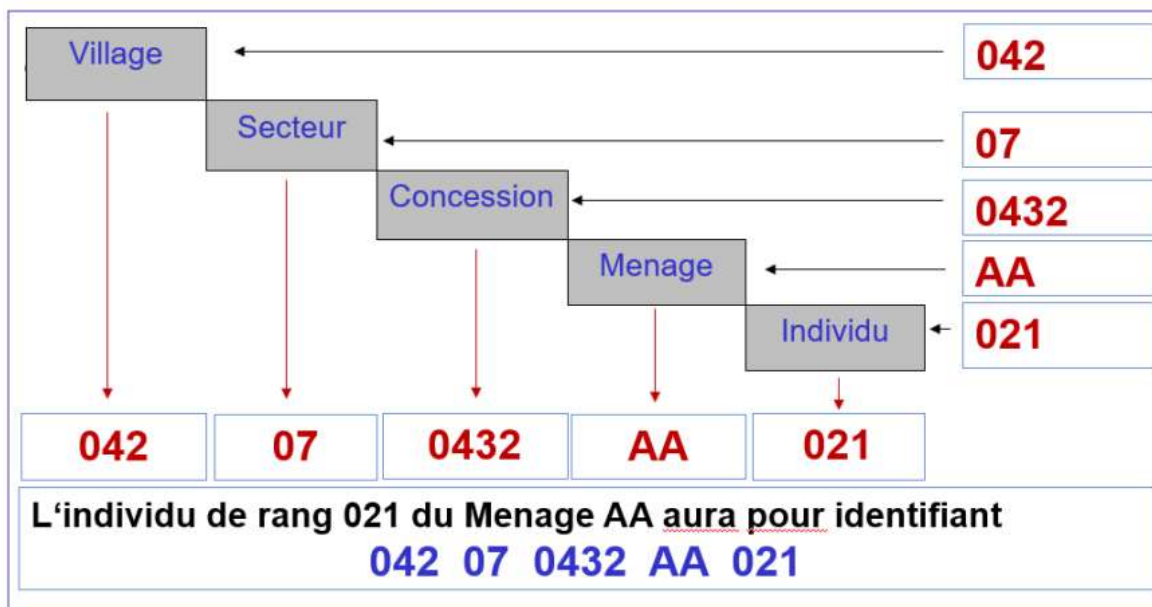 Village
042
Secteur
07
Concession
0432
Menage
AA
Individu
021
042 07 0432 AA 021
L‘individu de rang 021 du Menage AA aura pour identifiant
042 07 0432 AA 021